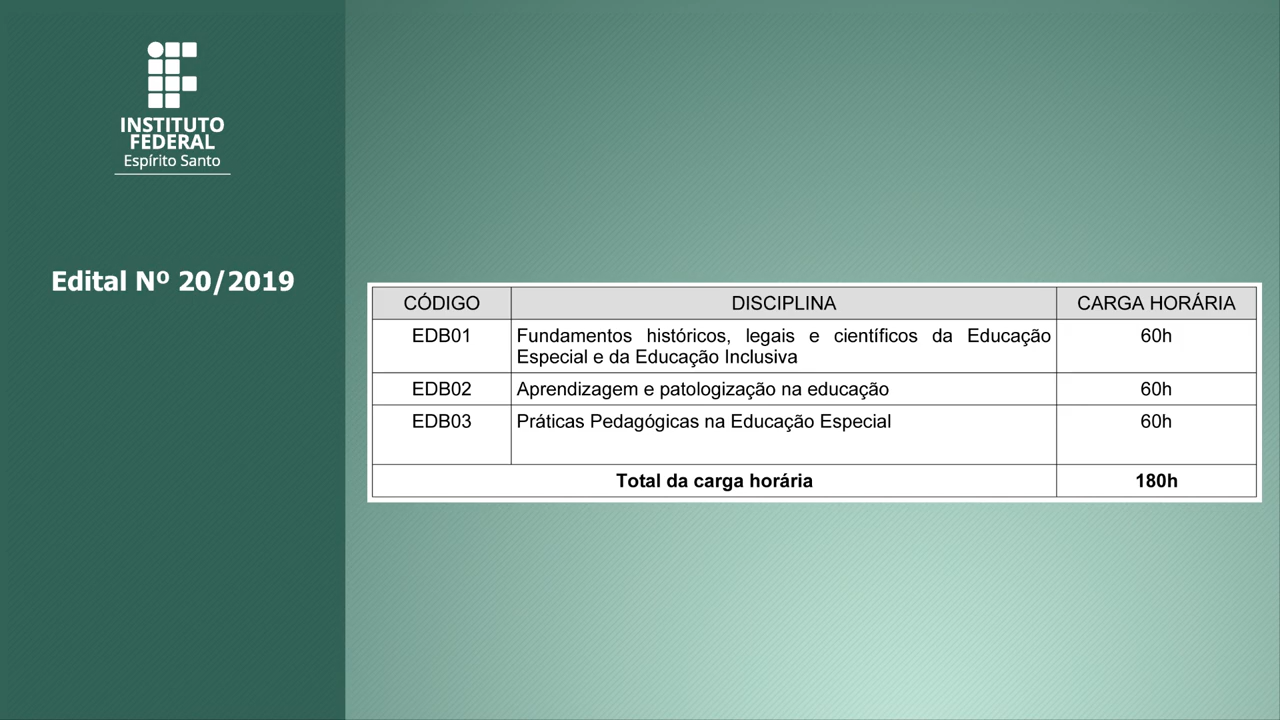 INSTITUTO
FEDERAL
Espírito Santo
Edital Nº 20/2019
CÓDIGO DISCIPLINA CARGA HORÁRIA
EDB01 Fundamentos históricos, legais e científicos da Educação 60h
Especial e da Educação Inclusiva
EDB02 Aprendizagem e patologização na educação 60h
EDB03 Práticas Pedagógicas na Educação Especial 60h
Total da carga horária 180h